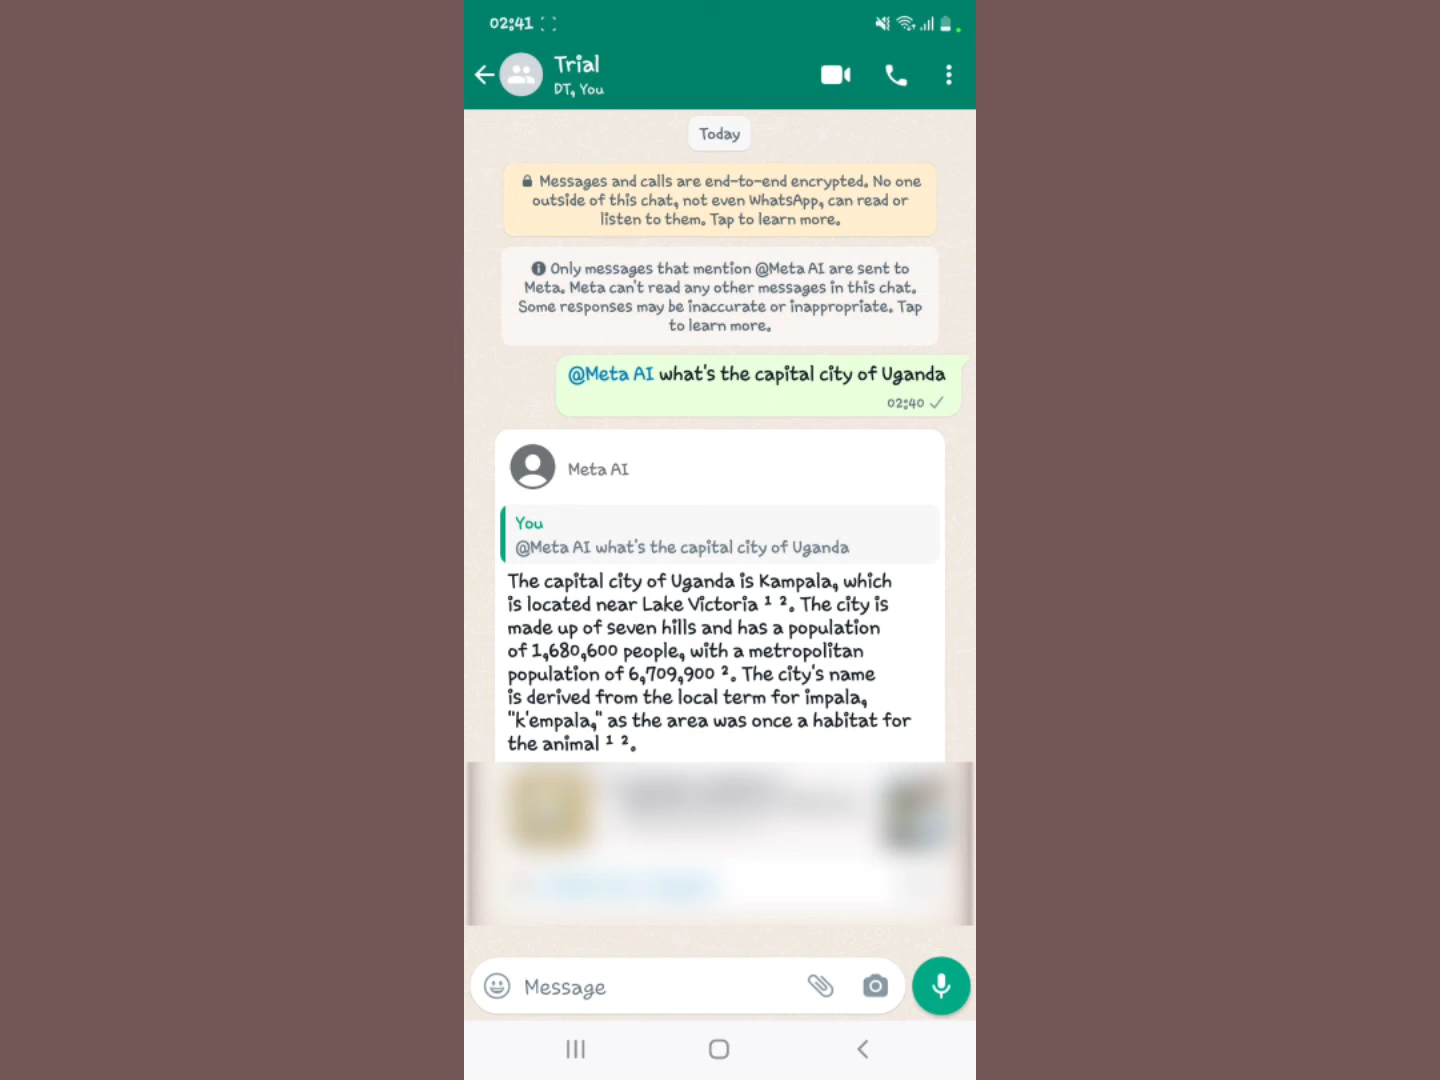 02:41
Trial
DT, You
Today
Messages and calls are end-to-end encrypted. No one
outside of this chat, not even WhatsApp, can read or
listen to them. Tap to learn more.
Only messages that mention @Meta AI are sent to
Meta. Meta can't read any other messages in this chat.
Some responses may be inaccurate or inappropriate. Tap
to learn more.
@Meta AI what's the capital city of Uganda
02:40
Meta AI
You
@Meta AI what's the capital city of Uganda
The capital city of Uganda is Kampala, which
is located near Lake Victoria ¹ ². The city is
made up of seven hills and has a population
of 1,680,600 people, with a metropolitan
population of 6,709,900 ². The city's name
is derived from the local term for impala,
"k'empala," as the area was once a habitat for
the animal ¹ ².
Message